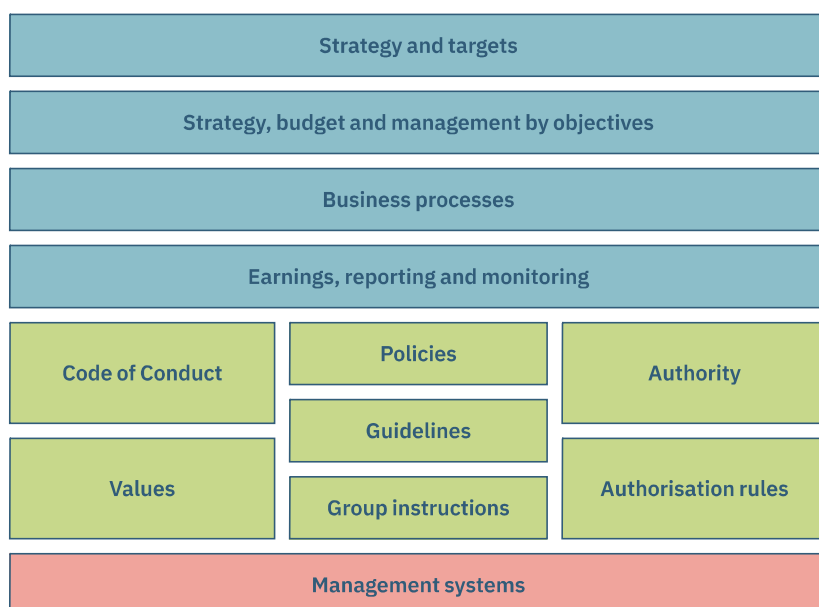 Strategy and targets
Strategy, budget and management by objectives
Business processes
Earnings, reporting and monitoring
Code of Conduct
Values
Policies
Guidelines
Group instructions
Authority
Authorisation rules
Management systems